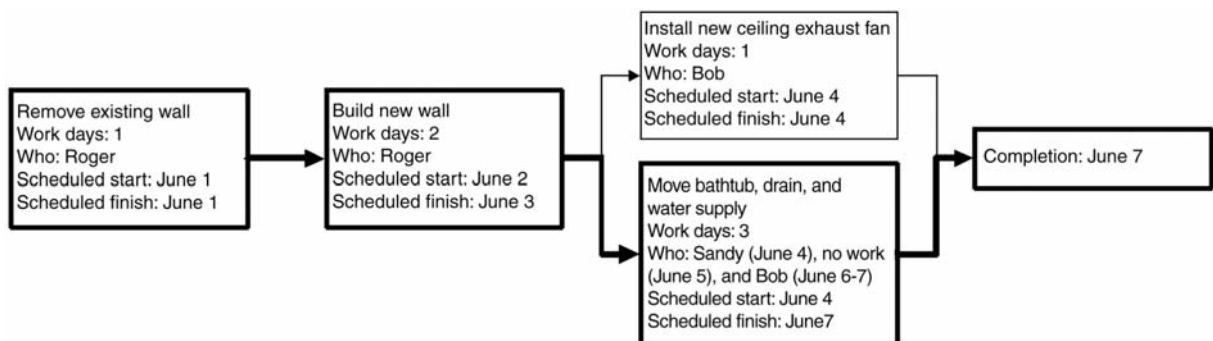 Remove existing wall
Work days: 1
Who: Roger
Scheduled start: June 1
Scheduled finish: June 1
Build new wall
Work days: 2
Who: Roger
Scheduled start: June 2
Scheduled finish: June 3
Install new ceiling exhaust fan
Work days: 1
Who: Bob
Scheduled start: June 4
Scheduled finish: June 4
Move bathtub, drain, and
water supply
Work days: 3
Who: Sandy (June 4), no work
(June 5), and Bob (June 6-7)
Scheduled start: June 4
Scheduled finish: June7
Completion: June 7